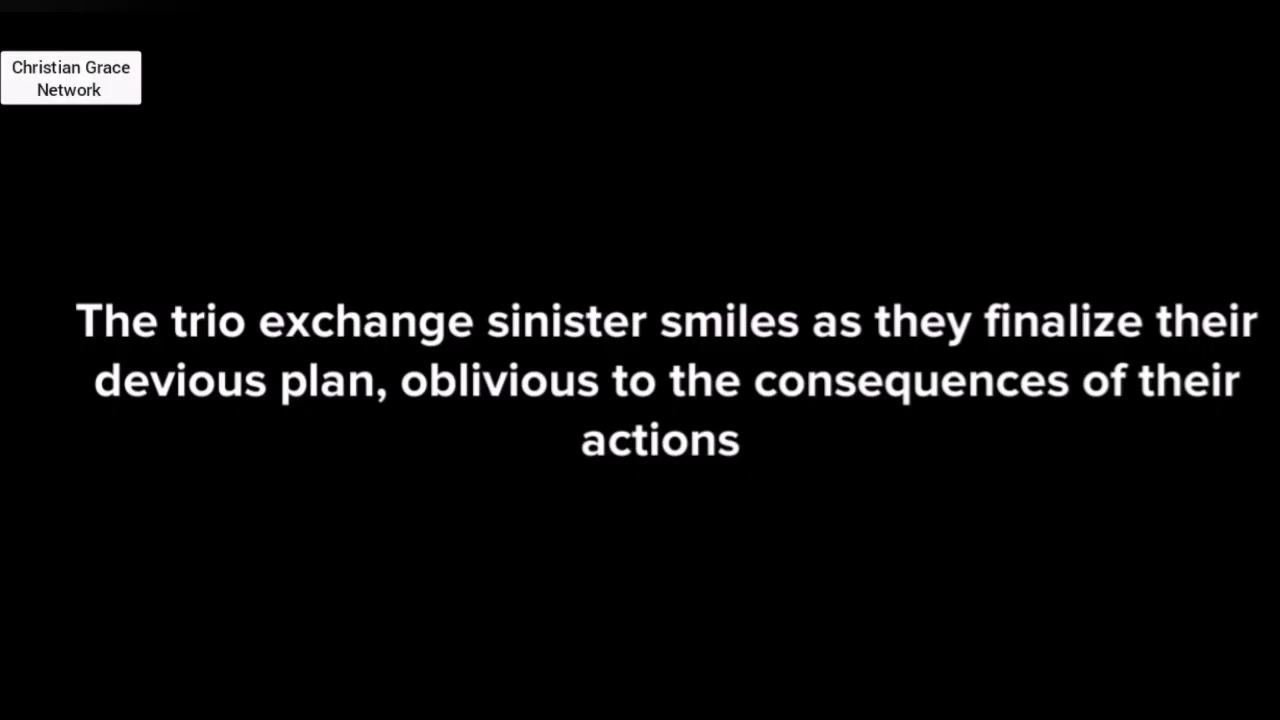 Christian Grace
Network
The trio exchange sinister smiles as they finalize their
devious plan, oblivious to the consequences of their
actions